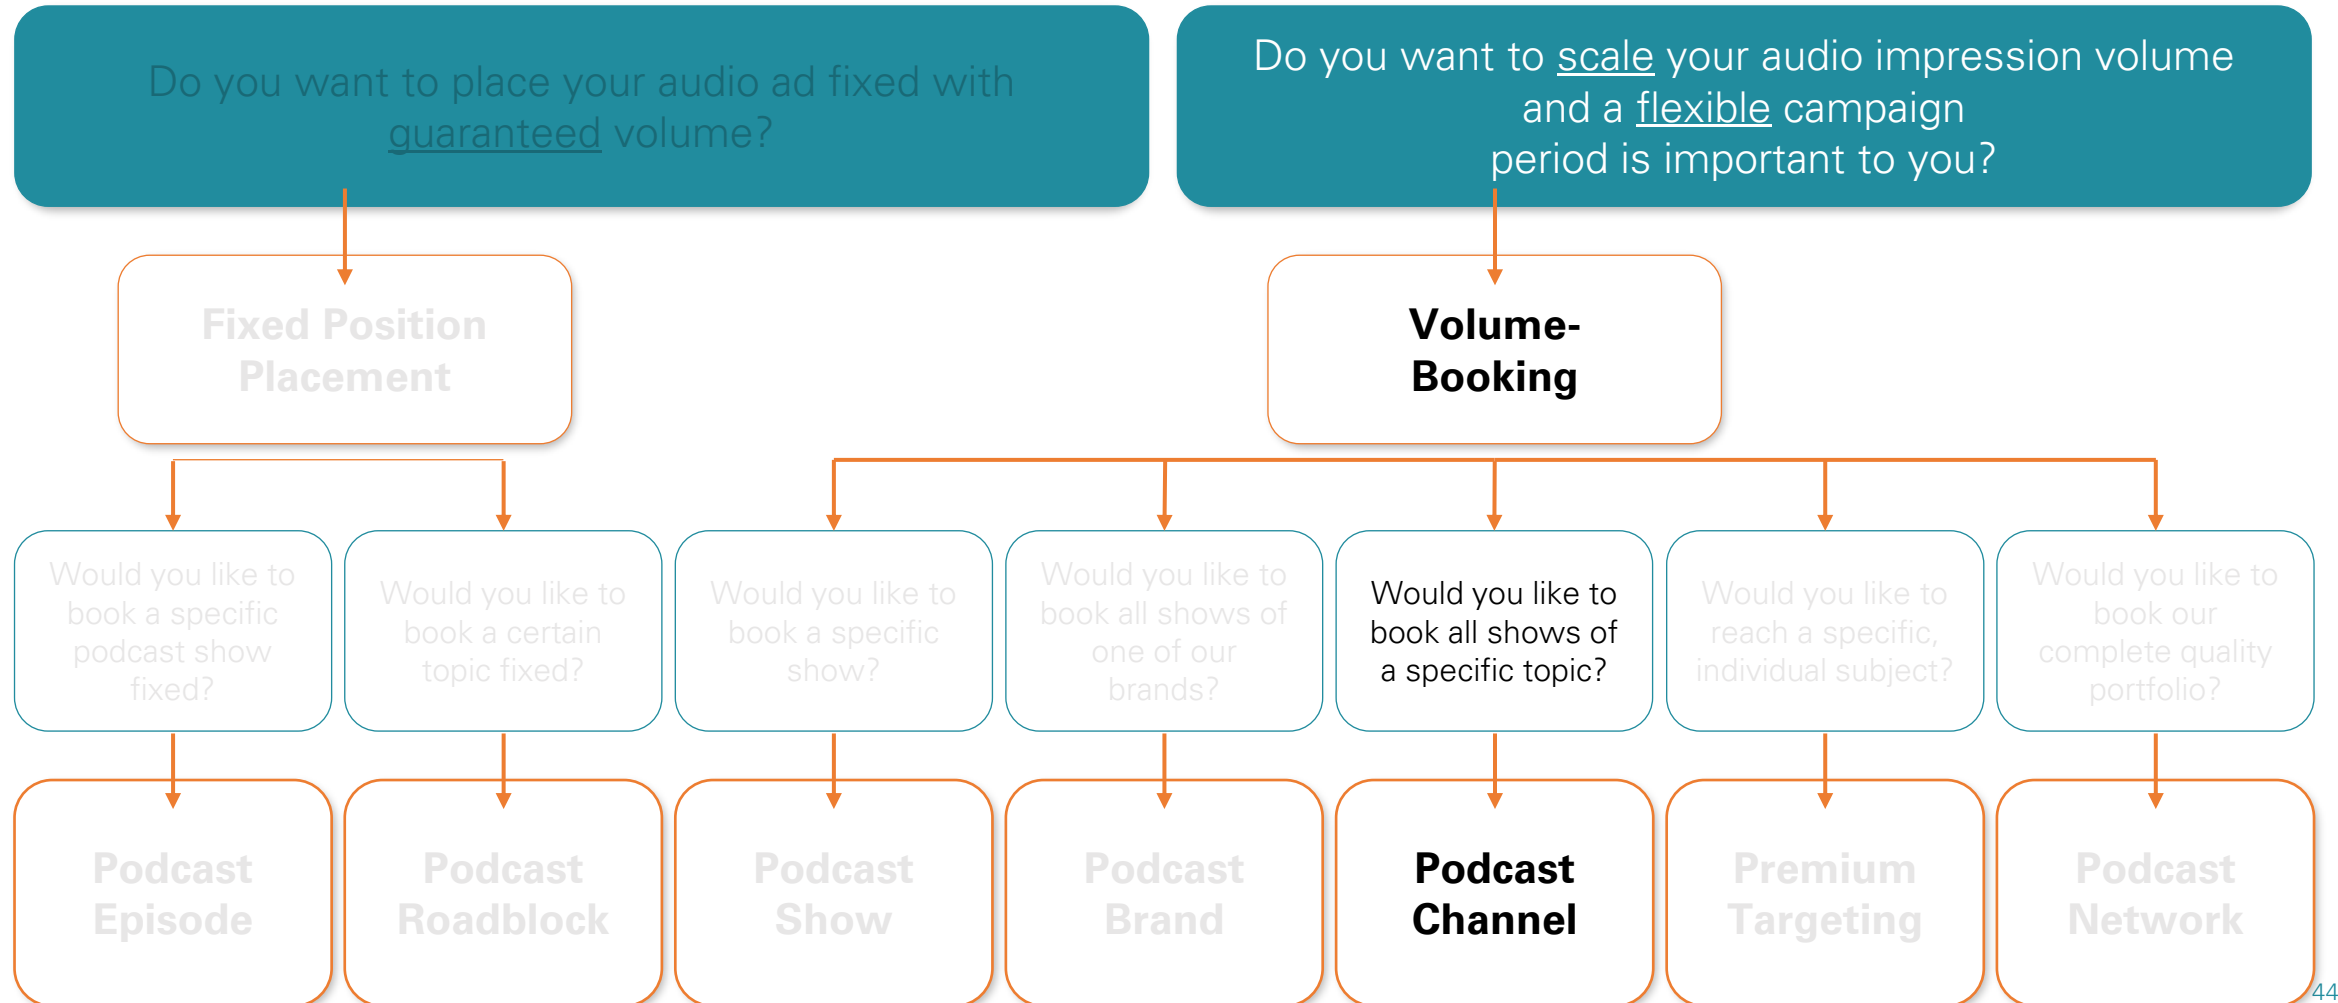 Do you want to place your audio ad fixed with
guaranteed volume?
Do you want to scale your audio impression volume
and a flexible campaign
period is important to you?
Fixed Position
Placement
Volume-
Booking
Would you like to
book a specific
podcast show
fixed?
Would you like to
book a certain
topic fixed?
Would you like to
book a specific
show?
Would you like to
book all shows of
one of our
brands?
Would you like to
book all shows of
a specific topic?
Would you like to
reach a specific,
individual subject?
Would you like to
book our
complete quality
portfolio?
Podcast
Episode
Podcast
Roadblock
Podcast
Show
Podcast
Brand
Podcast
Channel
Premium
Targeting
Podcast
Network
44